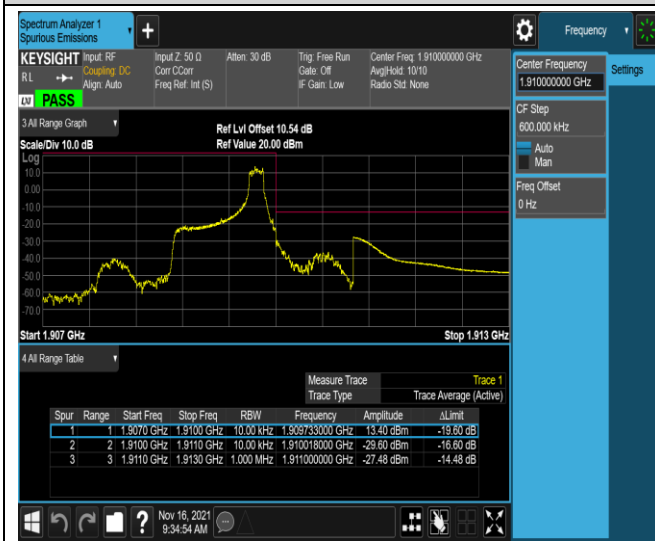 Spectrum Analyzer 1
Spurious Emissions
+
Frequency
KEYSIGHT Input: RF Input Z: 50 Ω Atten: 30 dB Trig: Free Run Center Freq: 1.910000000 GHz
RL Coupling: DC Corr CCorr Gate: Off Avg|Hold: 10/10
Align: Auto Freq Ref: Int (S) IF Gain: Low Radio Std: None
LXI PASS
Center Frequency
1.910000000 GHz
Settings
CF Step
600.000 kHz
Auto
Man
Freq Offset
0 Hz
3 All Range Graph
Ref Lvl Offset 10.54 dB
Scale/Div 10.0 dB Ref Value 20.00 dBm
Log
10.0
0.00
-10.0
-20.0
-30.0
-40.0
-50.0
-60.0
-70.0
Start 1.907 GHz Stop 1.913 GHz
4 All Range Table
Measure Trace Trace 1
Trace Type Trace Average (Active)
Spur Range Start Freq Stop Freq RBW Frequency Amplitude ΔLimit
1 1 1.9070 GHz 1.9100 GHz 10.00 kHz 1.909733000 GHz 13.40 dBm -19.60 dB
2 2 1.9100 GHz 1.9110 GHz 10.00 kHz 1.910018000 GHz -29.60 dBm -16.60 dB
3 3 1.9110 GHz 1.9130 GHz 1.000 MHz 1.911000000 GHz -27.48 dBm -14.48 dB
? Nov 16, 2021
9:34:54 AM